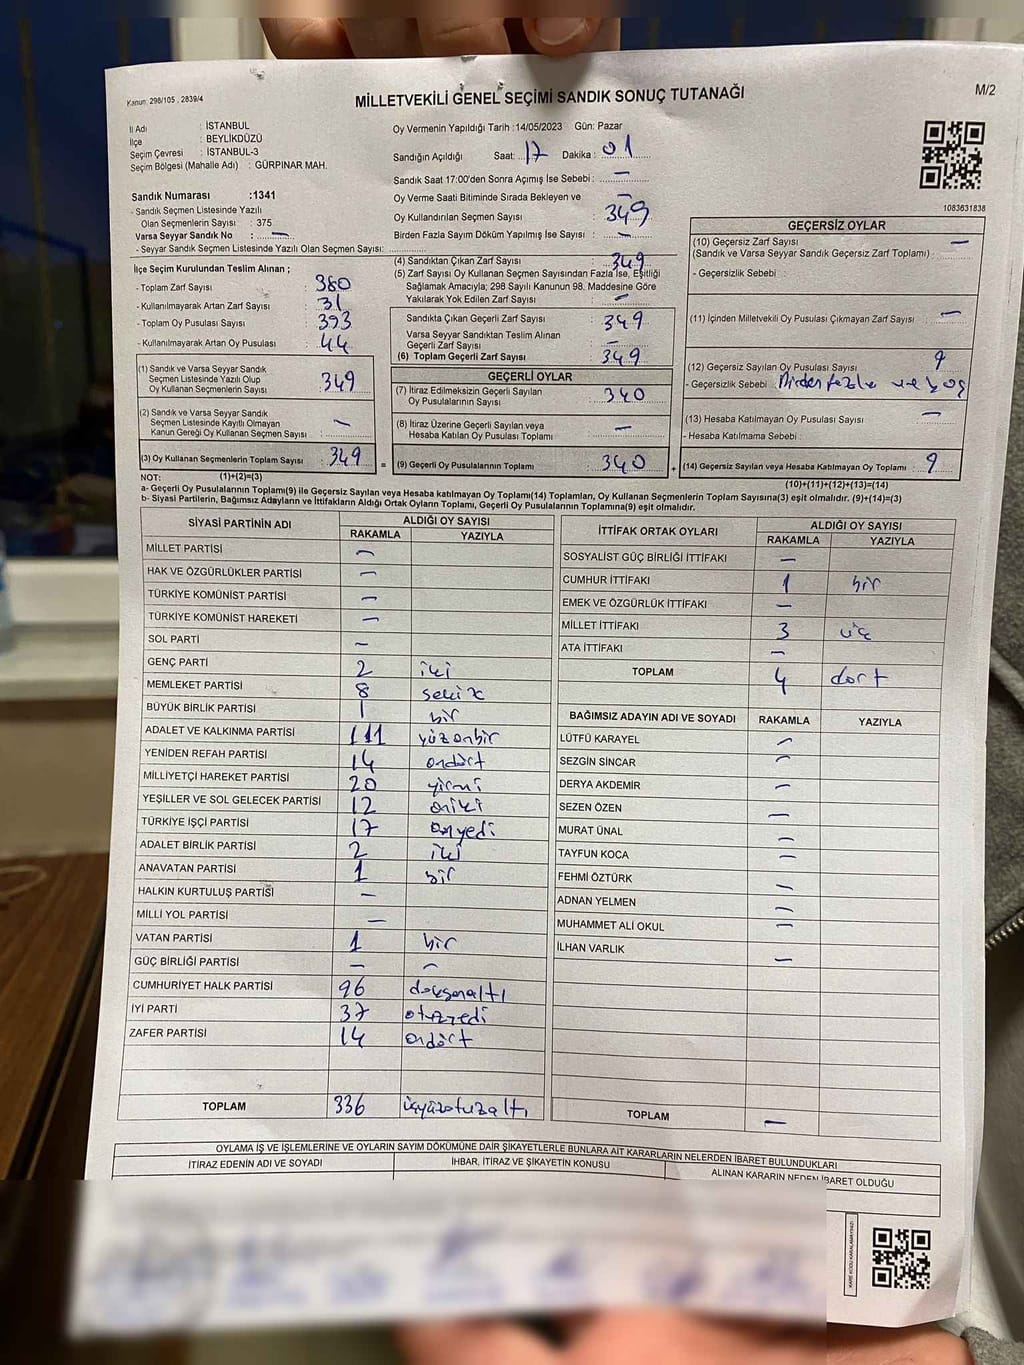 Kanun: 298/105 , 2839/4
MİLLETVEKİLİ GENEL SEÇİMİ SANDIK SONUÇ TUTANAĞI
M/2
İl Adı : İSTANBUL
İlçe : BEYLİKDÜZÜ
Seçim Çevresi : İSTANBUL-3
Seçim Bölgesi (Mahalle Adı) : GÜRPINAR MAH.
Sandık Numarası :1341
- Sandık Seçmen Listesinde Yazılı
Olan Seçmenlerin Sayısı : 375
Varsa Seyyar Sandık No : —
- Seyyar Sandık Seçmen Listesinde Yazılı Olan Seçmen Sayısı:
Oy Vermenin Yapıldığı Tarih :14/05/2023 Gün: Pazar
Sandığın Açıldığı Saat: 17 Dakika : 01
Sandık Saat 17:00'den Sonra Açımış İse Sebebi : —
Oy Verme Saati Bitiminde Sırada Bekleyen ve
Oy Kullandırılan Seçmen Sayısı : 349
Birden Fazla Sayım Döküm Yapılmış İse Sayısı : —
1083631838
İlçe Seçim Kurulundan Teslim Alınan ;
- Toplam Zarf Sayısı : 380
- Kullanılmayarak Artan Zarf Sayısı : 31
- Toplam Oy Pusulası Sayısı : 393
- Kullanılmayarak Artan Oy Pusulası : 44
(1) Sandık ve Varsa Seyyar Sandık
Seçmen Listesinde Yazılı Olup
Oy Kullanan Seçmenlerin Sayısı : 349
(2) Sandık ve Varsa Seyyar Sandık
Seçmen Listesinde Kayıtlı Olmayan
Kanun Gereği Oy Kullanan Seçmen Sayısı : —
(3) Oy Kullanan Seçmenlerin Toplam Sayısı : 349
(4) Sandıktan Çıkan Zarf Sayısı : 349
(5) Zarf Sayısı Oy Kullanan Seçmen Sayısından Fazla İse, Eşitliği
Sağlamak Amacıyla; 298 Sayılı Kanunun 98. Maddesine Göre
Yakılarak Yok Edilen Zarf Sayısı : —
Sandıkta Çıkan Geçerli Zarf Sayısı : 349
Varsa Seyyar Sandıktan Teslim Alınan
Geçerli Zarf Sayısı : —
(6) Toplam Geçerli Zarf Sayısı : 349
GEÇERLİ OYLAR
(7) İtiraz Edilmeksizin Geçerli Sayılan
Oy Pusulalarının Sayısı : 340
(8) İtiraz Üzerine Geçerli Sayılan veya
Hesaba Katılan Oy Pusulası Toplamı : —
= (9) Geçerli Oy Pusulalarının Toplamı : 340
GEÇERSİZ OYLAR
(10) Geçersiz Zarf Sayısı —
(Sandık ve Varsa Seyyar Sandık Geçersiz Zarf Toplamı) :
- Geçersizlik Sebebi :
(11) İçinden Milletvekili Oy Pusulası Çıkmayan Zarf Sayısı : —
(12) Geçersiz Sayılan Oy Pusulası Sayısı : 9
- Geçersizlik Sebebi : Birden fazla ve boş
(13) Hesaba Katılmayan Oy Pusulası Sayısı : —
- Hesaba Katılmama Sebebi :
+ (14) Geçersiz Sayılan veya Hesaba Katılmayan Oy Toplamı : 9
NOT: (1)+(2)=(3)
(10)+(11)+(12)+(13)=(14)
a- Geçerli Oy Pusulalarının Toplamı(9) ile Geçersiz Sayılan veya Hesaba katılmayan Oy Toplamı(14) Toplamları, Oy Kullanan Seçmenlerin Toplam Sayısına(3) eşit olmalıdır. (9)+(14)=(3)
b- Siyasi Partilerin, Bağımsız Adayların ve İttifakların Aldığı Ortak Oyların Toplamı, Geçerli Oy Pusulalarının Toplamına(9) eşit olmalıdır.
SİYASİ PARTİNİN ADI ALDIĞI OY SAYISI
RAKAMLA YAZIYLA
MİLLET PARTİSİ —
HAK VE ÖZGÜRLÜKLER PARTİSİ —
TÜRKİYE KOMÜNİST PARTİSİ —
TÜRKİYE KOMÜNİST HAREKETİ —
SOL PARTİ —
GENÇ PARTİ 2 iki
MEMLEKET PARTİSİ 8 sekiz
BÜYÜK BİRLİK PARTİSİ 1 bir
ADALET VE KALKINMA PARTİSİ 111 yüzonbir
YENİDEN REFAH PARTİSİ 14 ondört
MİLLİYETÇİ HAREKET PARTİSİ 20 yirmi
YEŞİLLER VE SOL GELECEK PARTİSİ 12 oniki
TÜRKİYE İŞÇİ PARTİSİ 17 onyedi
ADALET BİRLİK PARTİSİ 2 iki
ANAVATAN PARTİSİ 1 bir
HALKIN KURTULUŞ PARTİSİ —
MİLLİ YOL PARTİSİ —
VATAN PARTİSİ 1 bir
GÜÇ BİRLİĞİ PARTİSİ — —
CUMHURİYET HALK PARTİSİ 96 doksanaltı
İYİ PARTİ 37 otuzyedi
ZAFER PARTİSİ 14 ondört
TOPLAM 336 üçyüzotuzaltı
İTTİFAK ORTAK OYLARI ALDIĞI OY SAYISI
RAKAMLA YAZIYLA
SOSYALİST GÜÇ BİRLİĞİ İTTİFAKI —
CUMHUR İTTİFAKI 1 bir
EMEK VE ÖZGÜRLÜK İTTİFAKI —
MİLLET İTTİFAKI 3 üç
ATA İTTİFAKI —
TOPLAM 4 dört
BAĞIMSIZ ADAYIN ADI VE SOYADI RAKAMLA YAZIYLA
LÜTFÜ KARAYEL —
SEZGİN SİNCAR —
DERYA AKDEMİR —
SEZEN ÖZEN —
MURAT ÜNAL —
TAYFUN KOCA —
FEHMİ ÖZTÜRK —
ADNAN YELMEN —
MUHAMMET ALİ OKUL —
İLHAN VARLIK —
TOPLAM —
OYLAMA İŞ VE İŞLEMLERİNE VE OYLARIN SAYIM DÖKÜMÜNE DAİR ŞİKAYETLERLE BUNLARA AİT KARARLARIN NELERDEN İBARET BULUNDUKLARI
İTİRAZ EDENİN ADI VE SOYADI İHBAR, İTİRAZ VE ŞİKAYETİN KONUSU ALINAN KARARIN NEDEN İBARET OLDUĞU
KARE KODU KARALAMAYINIZ!